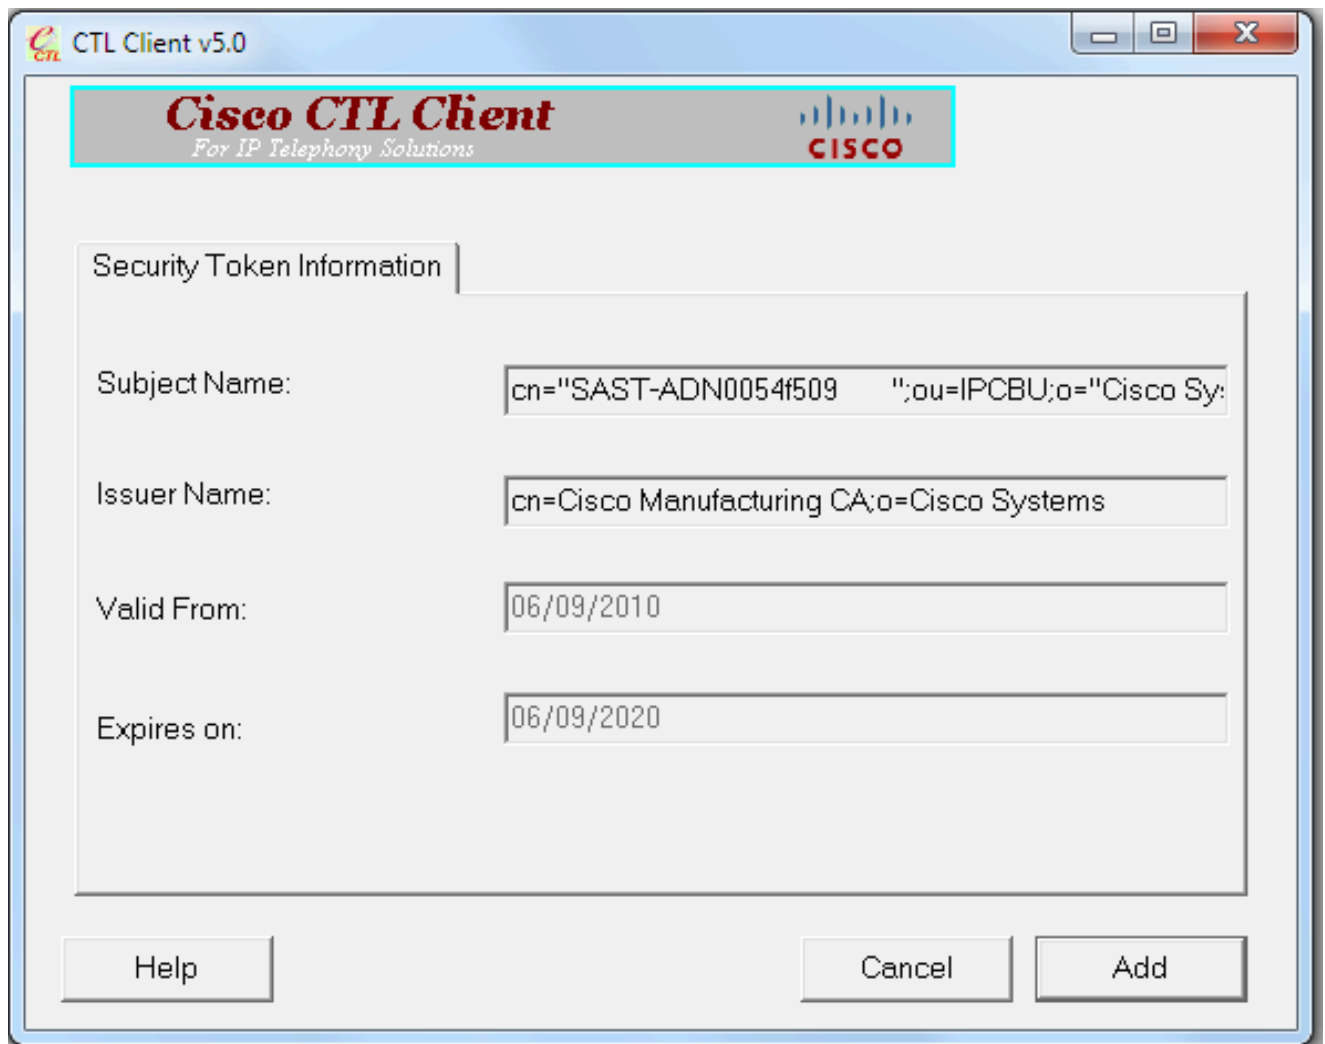 CTL Client v5.0
Cisco CTL Client
For IP Telephony Solutions
CISCO
Security Token Information
Subject Name:
cn="SAST-ADN0054f509       ";ou=IPCBU;o="Cisco Sys
Issuer Name:
cn=Cisco Manufacturing CA;o=Cisco Systems
Valid From:
06/09/2010
Expires on:
06/09/2020
Help
Cancel
Add